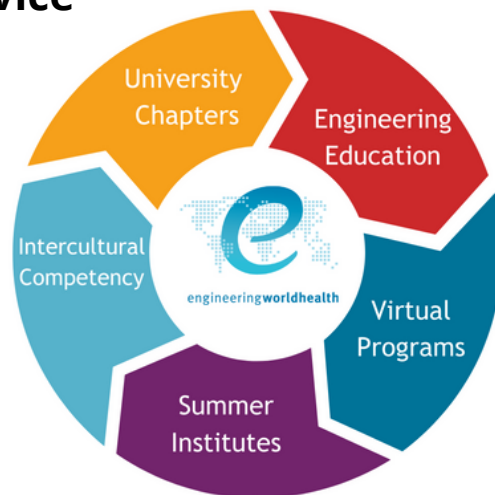 University
Chapters
Engineering
Education
Intercultural
Competency
e
engineeringworldhealth
Virtual
Programs
Summer
Institutes